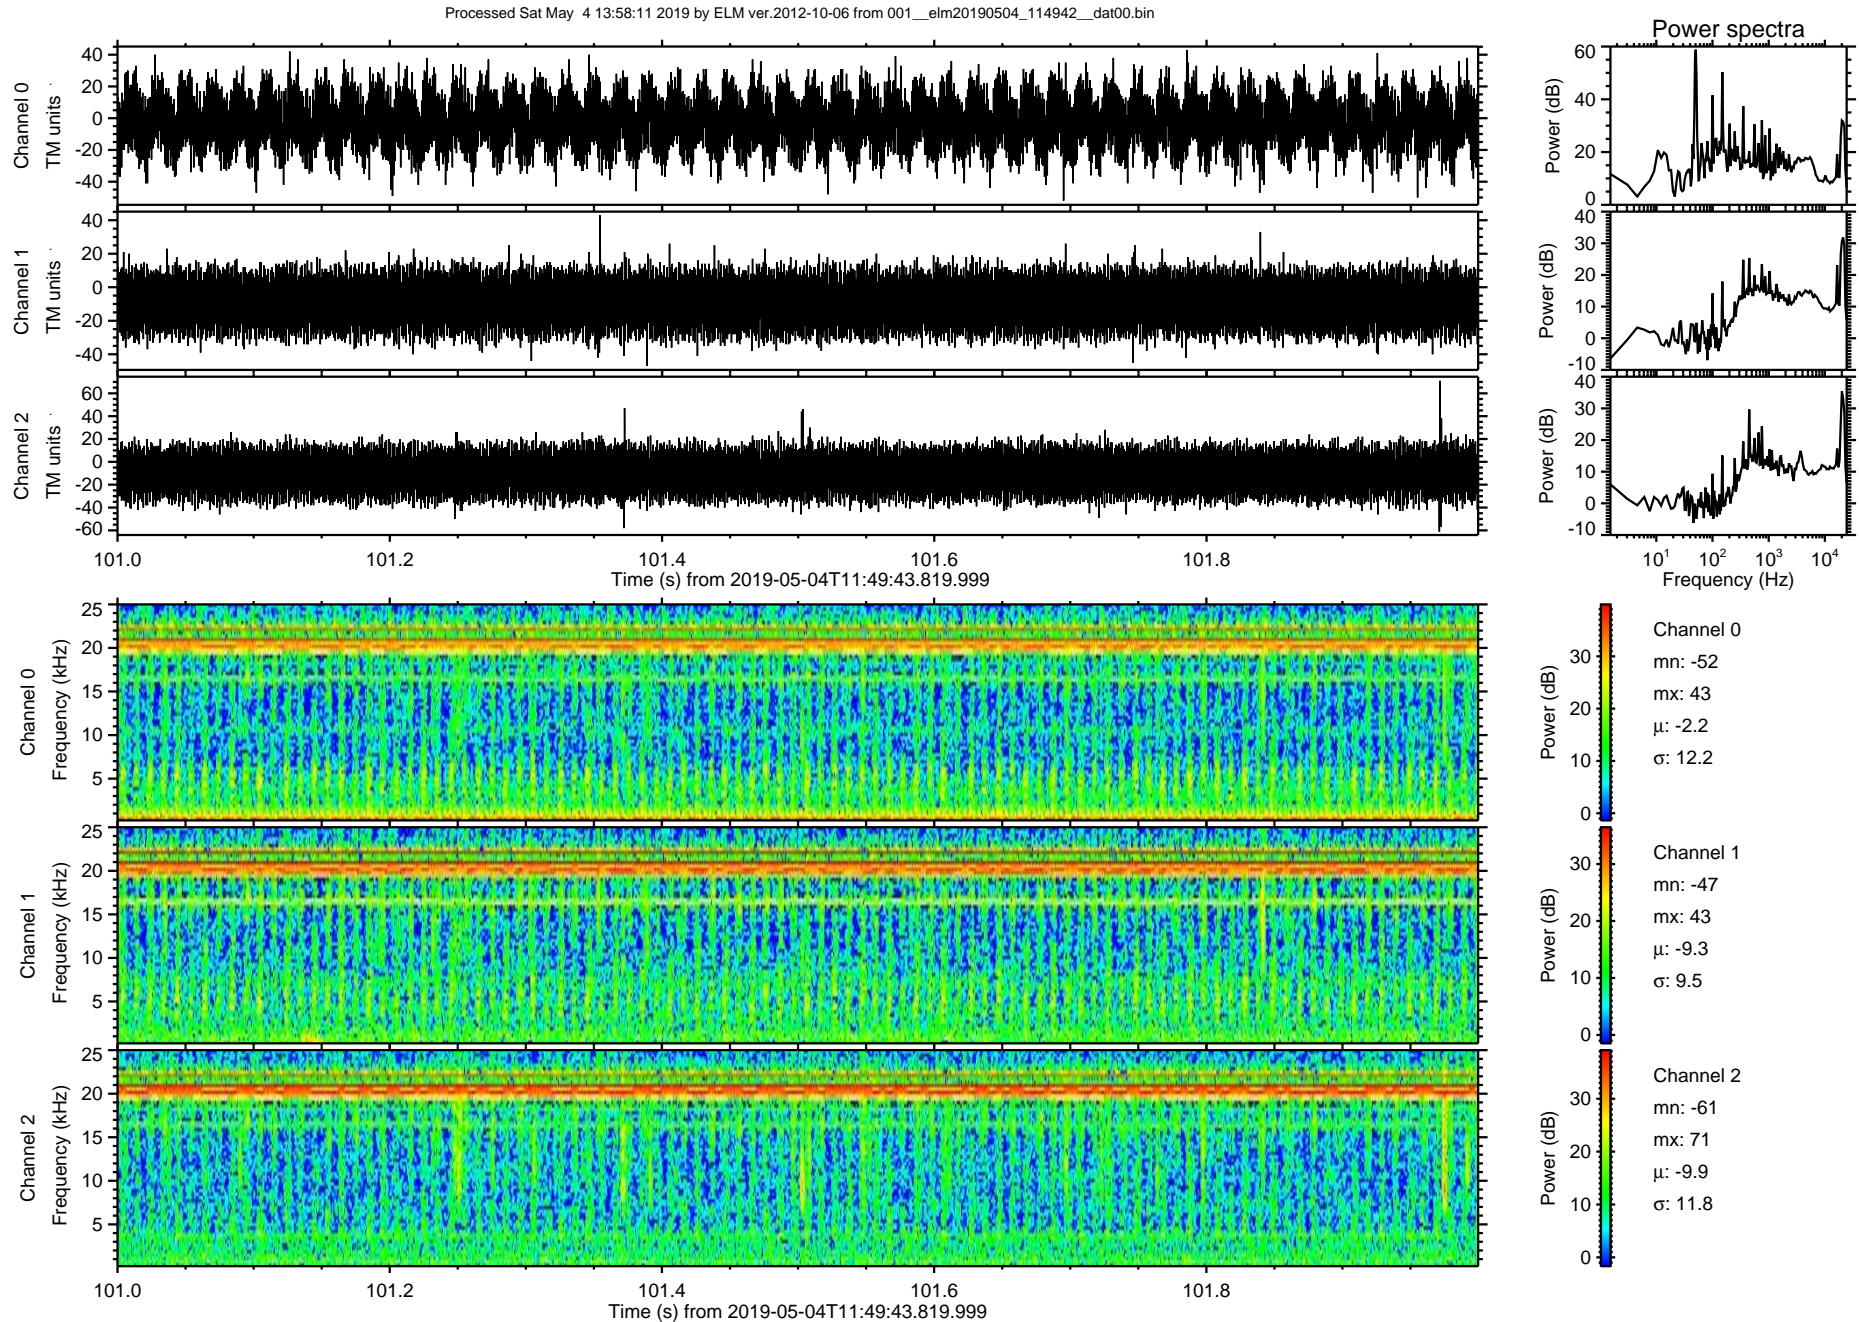 Processed Sat May  4 13:58:11 2019 by ELM ver.2012-10-06 from 001__elm20190504_114942__dat00.bin
Power spectra
Channel 0
TM units
40
20
0
-20
-40
Power (dB)
60
40
20
0
Channel 1
TM units
40
20
0
-20
-40
Power (dB)
40
30
20
10
0
-10
Channel 2
TM units
60
40
20
0
-20
-40
-60
Power (dB)
40
30
20
10
0
-10
101.0 101.2 101.4 101.6 101.8
Time (s) from 2019-05-04T11:49:43.819.999
10¹ 10² 10³ 10⁴
Frequency (Hz)
Channel 0
Frequency (kHz)
25
20
15
10
5
Power (dB)
30
20
10
0
Channel 0
mn: -52
mx: 43
μ: -2.2
σ: 12.2
Channel 1
Frequency (kHz)
25
20
15
10
5
Power (dB)
30
20
10
0
Channel 1
mn: -47
mx: 43
μ: -9.3
σ: 9.5
Channel 2
Frequency (kHz)
25
20
15
10
5
Power (dB)
30
20
10
0
Channel 2
mn: -61
mx: 71
μ: -9.9
σ: 11.8
101.0 101.2 101.4 101.6 101.8
Time (s) from 2019-05-04T11:49:43.819.999